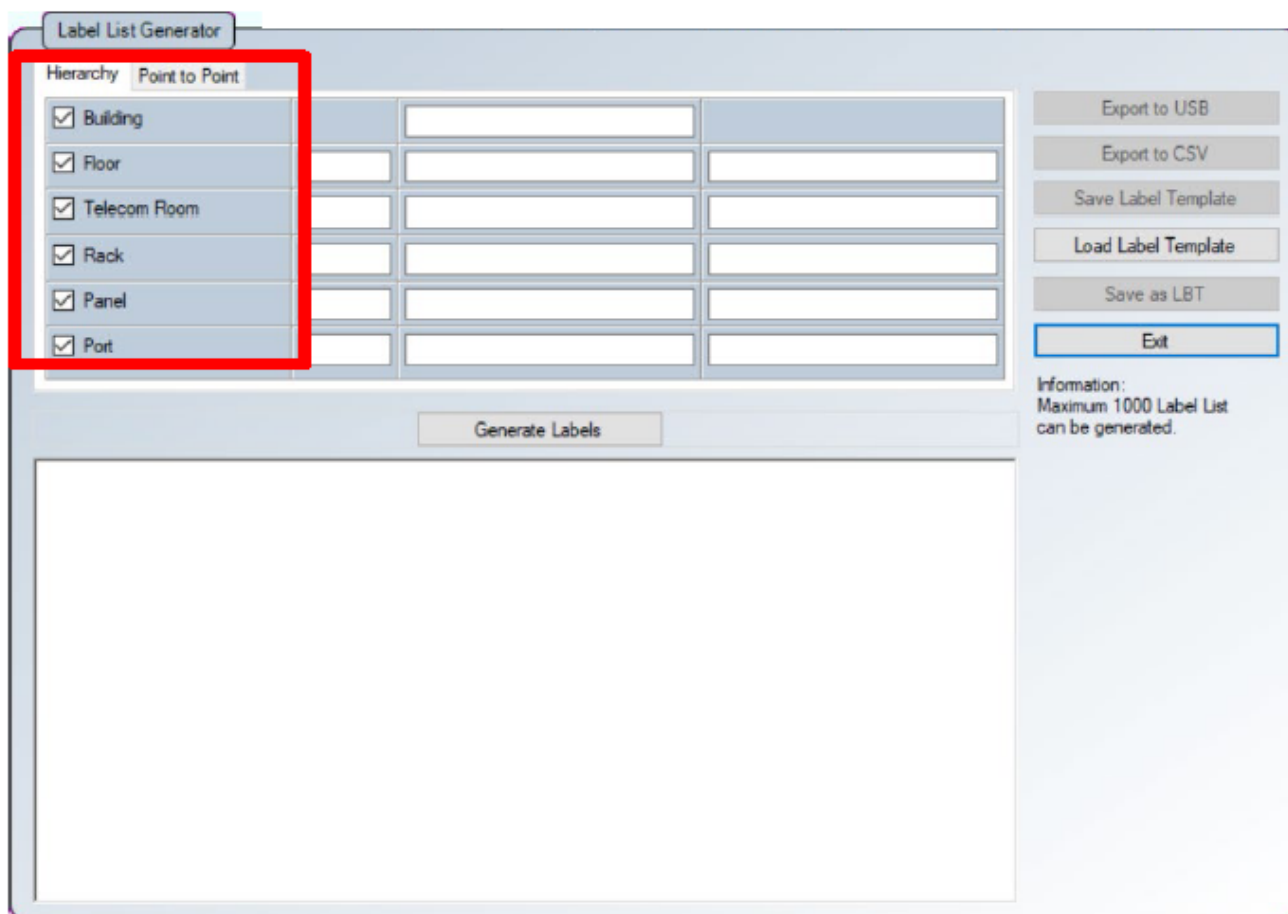 Label List Generator
Hierarchy Point to Point
Building
Floor
Telecom Room
Rack
Panel
Port
Export to USB
Export to CSV
Save Label Template
Load Label Template
Save as LBT
Exit
Information:
Maximum 1000 Label List
can be generated.
Generate Labels